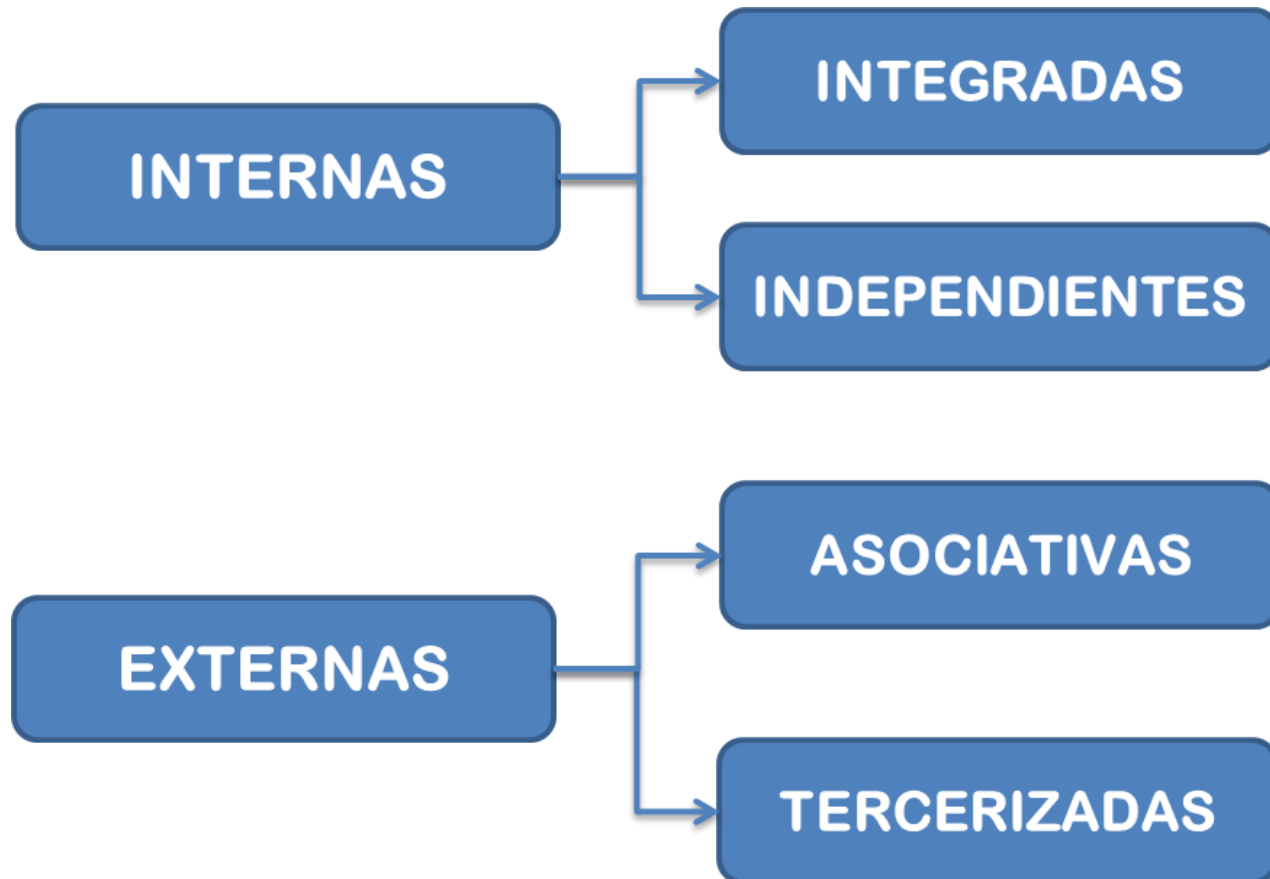 INTERNAS
INTEGRADAS
INDEPENDIENTES
EXTERNAS
ASOCIATIVAS
TERCERIZADAS